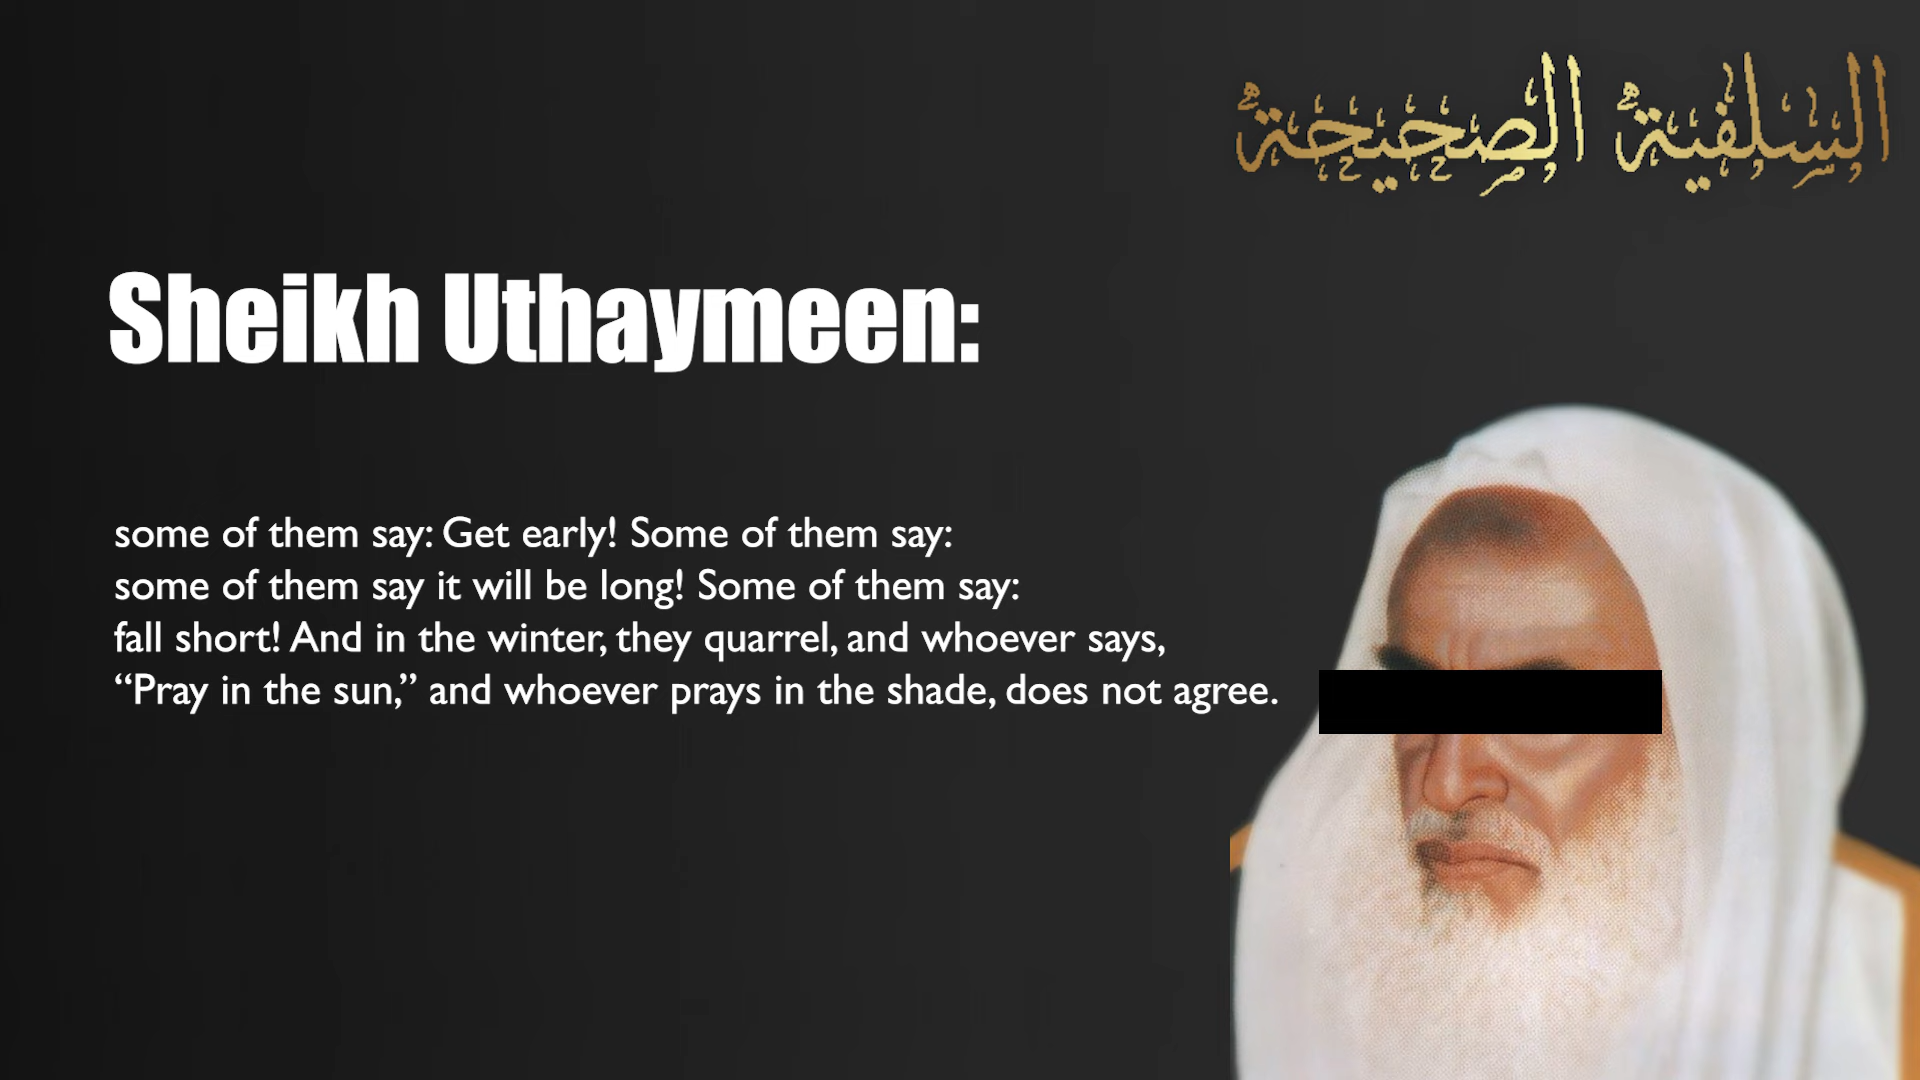 السلفية الصحيحة
Sheikh Uthaymeen:
some of them say: Get early! Some of them say:
some of them say it will be long! Some of them say:
fall short! And in the winter, they quarrel, and whoever says,
“Pray in the sun,” and whoever prays in the shade, does not agree.